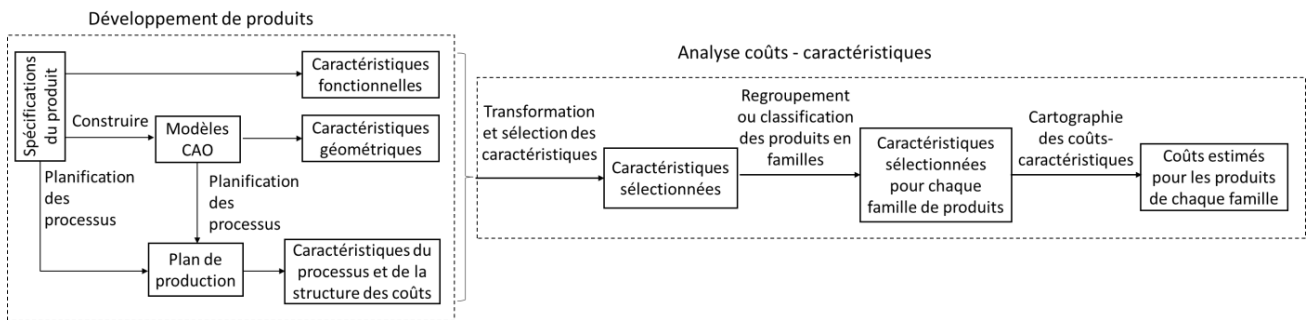 Développement de produits
Spécifications
du produit
Caractéristiques
fonctionnelles
Construire
Modèles
CAO
Caractéristiques
géométriques
Planification
des
processus
Planification
des
processus
Plan de
production
Caractéristiques du
processus et de la
structure des coûts
Analyse coûts - caractéristiques
Transformation
et sélection des
caractéristiques
Caractéristiques
sélectionnées
Regroupement
ou classification
des produits en
familles
Caractéristiques
sélectionnées
pour chaque
famille de produits
Cartographie
des coûts-
caractéristiques
Coûts estimés
pour les produits
de chaque famille